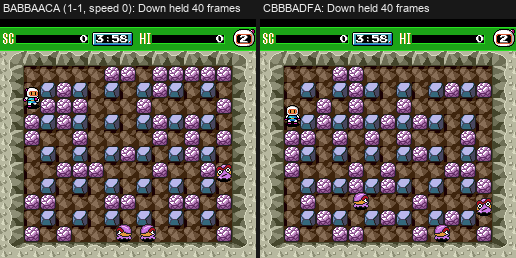 BABBAACA (1-1, speed 0): Down held 40 frames
CBBBADFA: Down held 40 frames
SC 0 3:58 HI 0 2
SC 0 3:58 HI 0 2